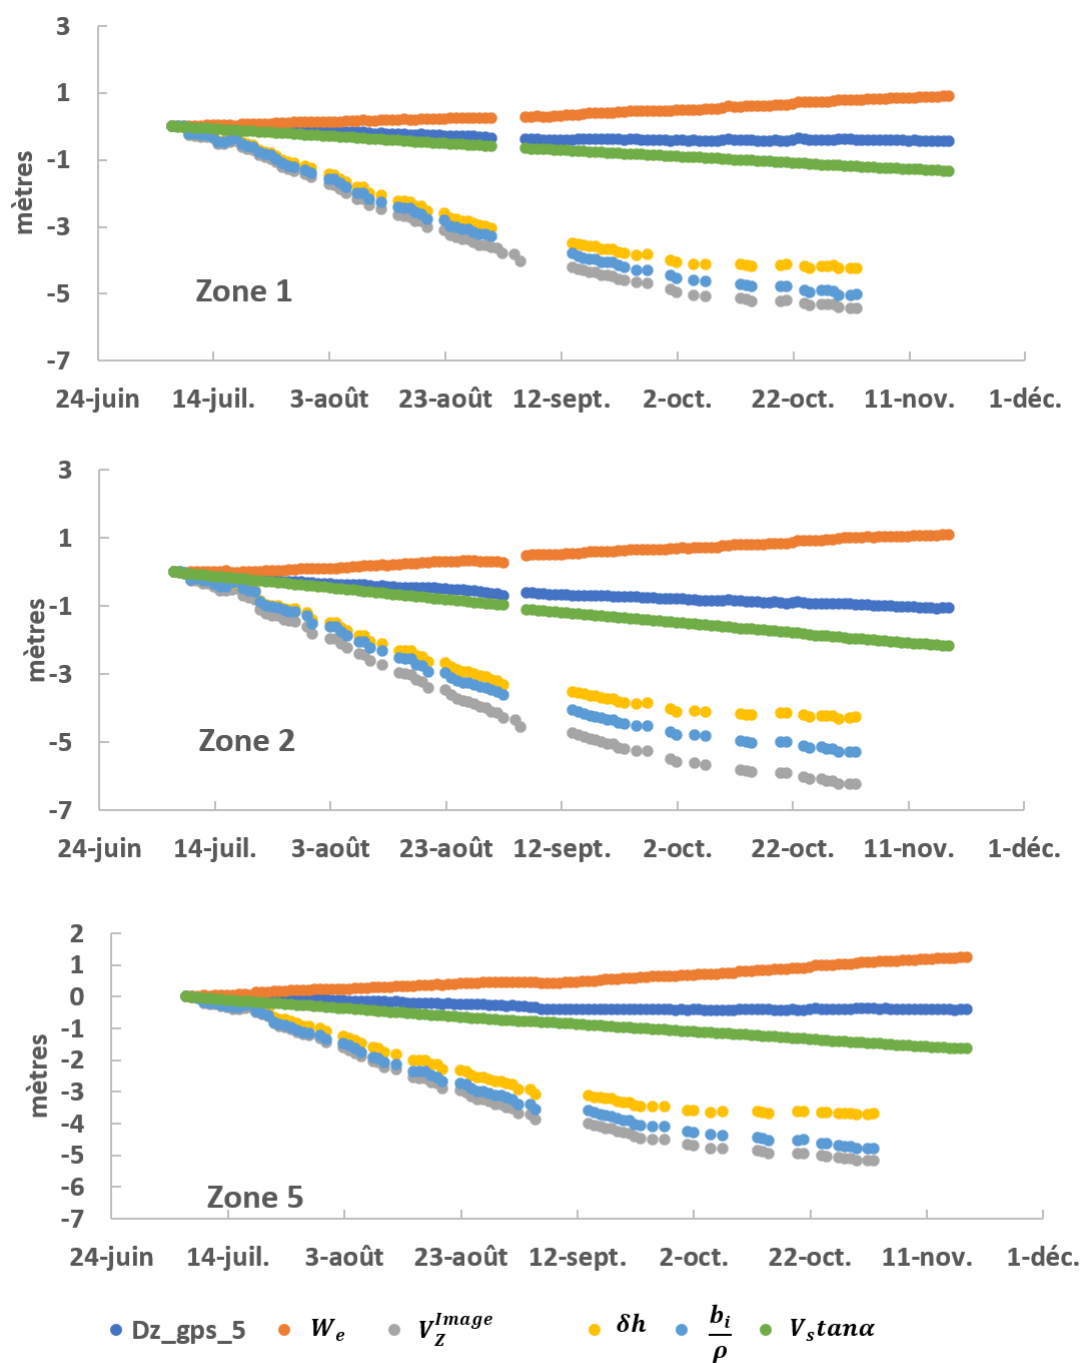 3
1
-1
-3
-5
-7
mètres
Zone 1
24-juin 14-juil. 3-août 23-août 12-sept. 2-oct. 22-oct. 11-nov. 1-déc.
3
1
-1
-3
-5
-7
mètres
Zone 2
24-juin 14-juil. 3-août 23-août 12-sept. 2-oct. 22-oct. 11-nov. 1-déc.
2
1
0
-1
-2
-3
-4
-5
-6
-7
mètres
Zone 5
24-juin 14-juil. 3-août 23-août 12-sept. 2-oct. 22-oct. 11-nov. 1-déc.
Dz_gps_5 W_e V_Z^Image δh b_i/ρ V_s tanα